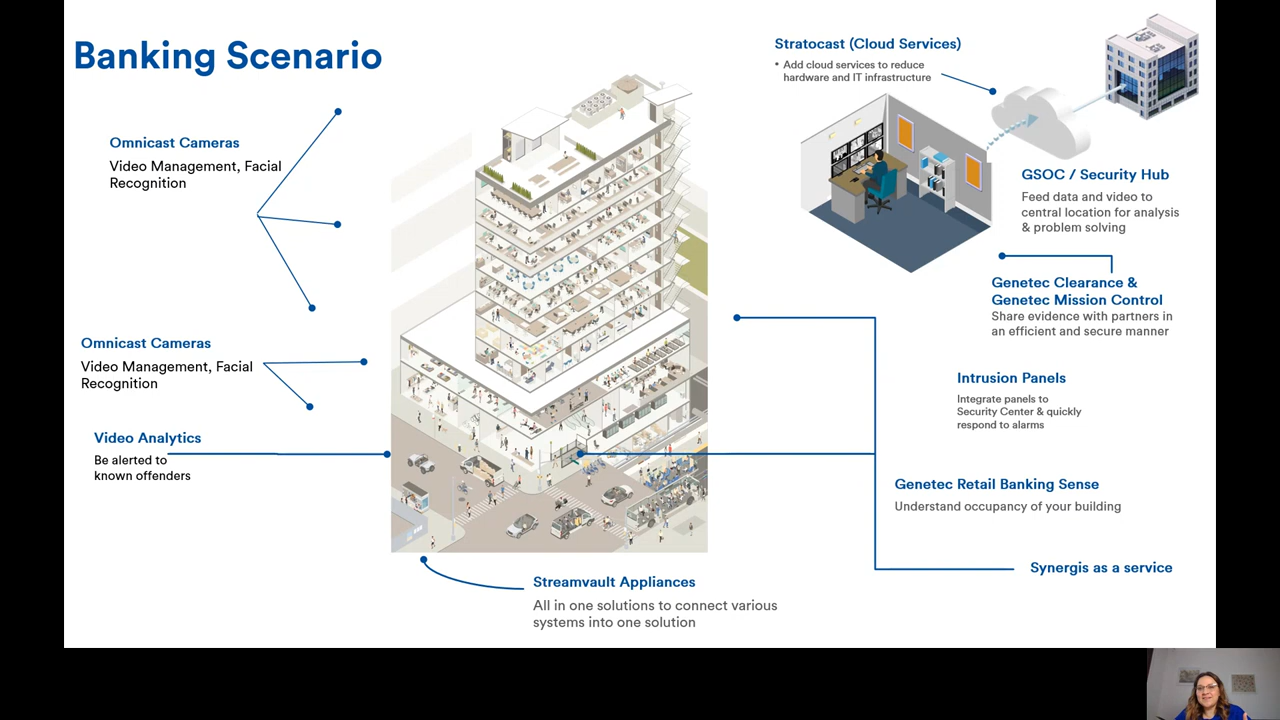 Banking Scenario
Omnicast Cameras
Video Management, Facial
Recognition
Omnicast Cameras
Video Management, Facial
Recognition
Video Analytics
Be alerted to
known offenders
Streamvault Appliances
All in one solutions to connect various
systems into one solution
Stratocast (Cloud Services)
• Add cloud services to reduce
hardware and IT infrastructure
GSOC / Security Hub
Feed data and video to
central location for analysis
& problem solving
Genetec Clearance &
Genetec Mission Control
Share evidence with partners in
an efficient and secure manner
Intrusion Panels
Integrate panels to
Security Center & quickly
respond to alarms
Genetec Retail Banking Sense
Understand occupancy of your building
Synergis as a service